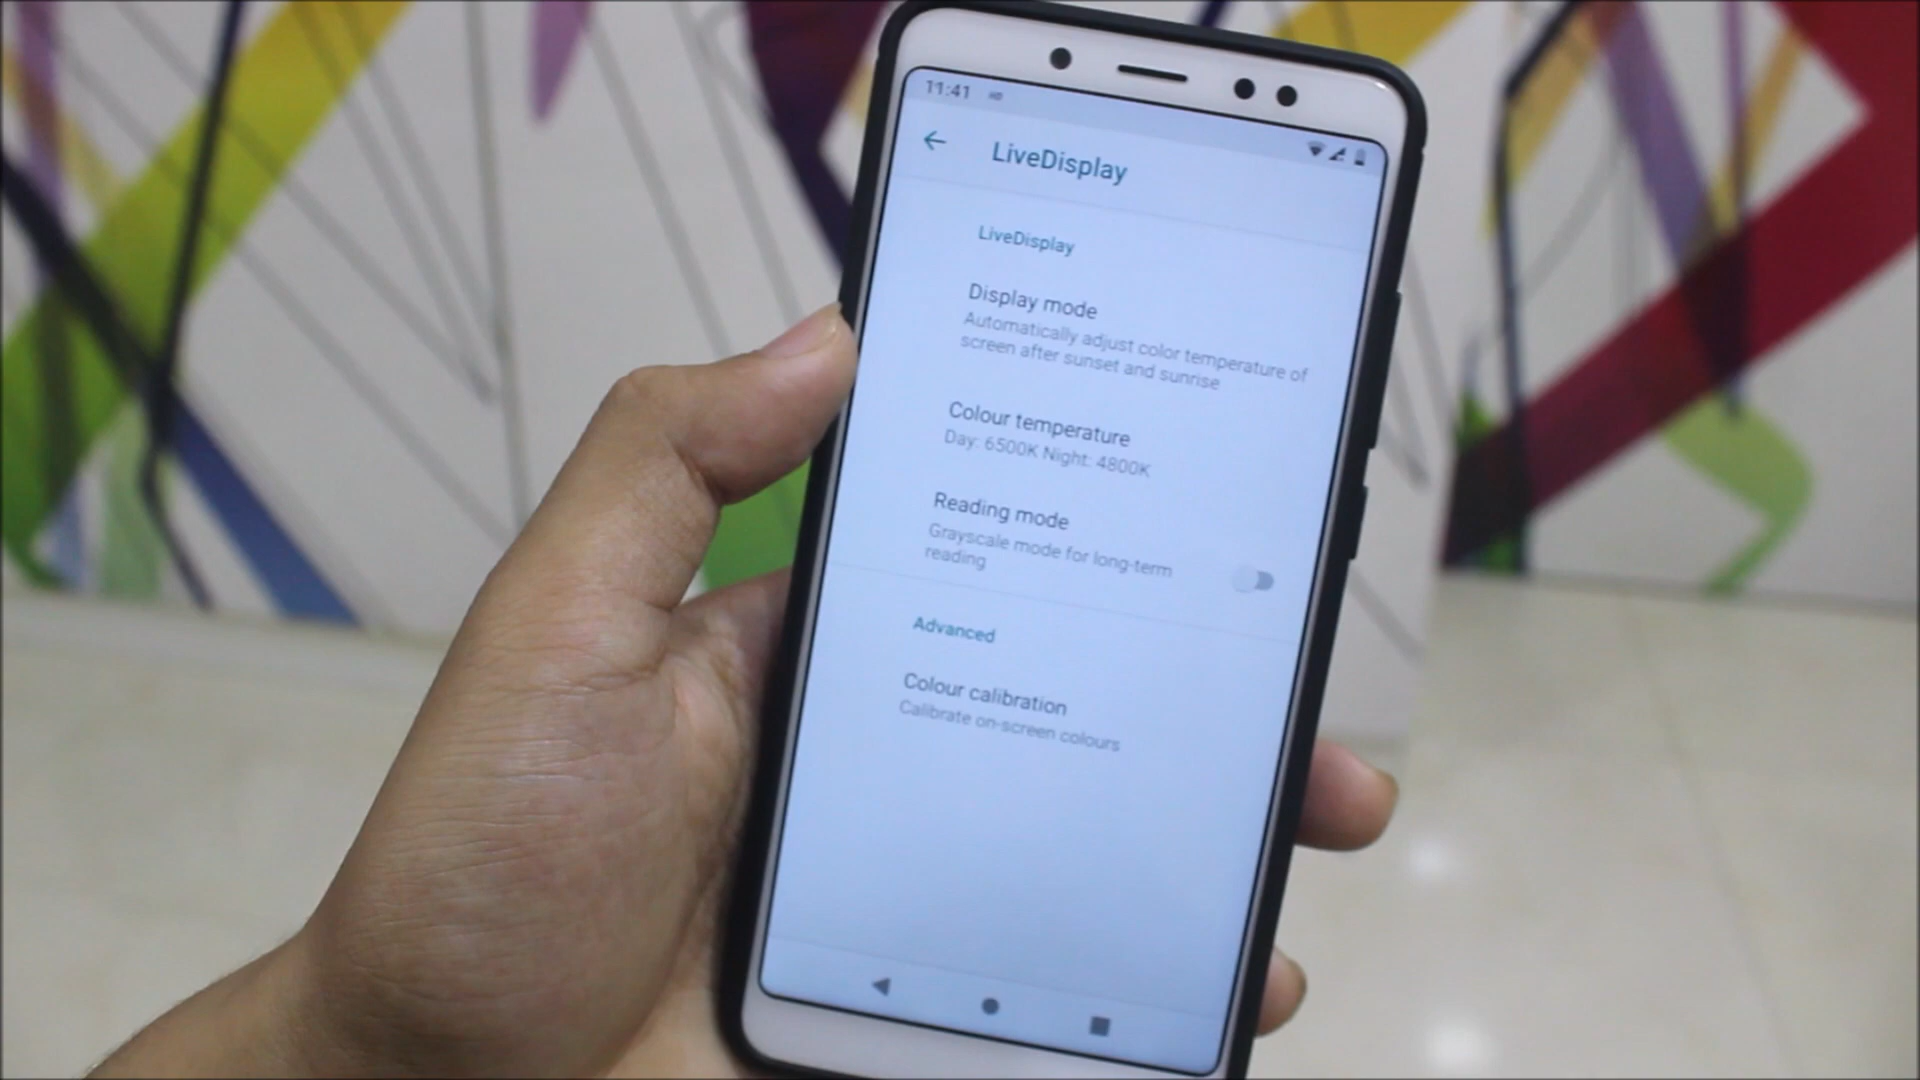 11:41
LiveDisplay
LiveDisplay
Display mode
Automatically adjust color temperature of
screen after sunset and sunrise
Colour temperature
Day: 6500K Night: 4800K
Reading mode
Grayscale mode for long-term
reading
Advanced
Colour calibration
Calibrate on-screen colours